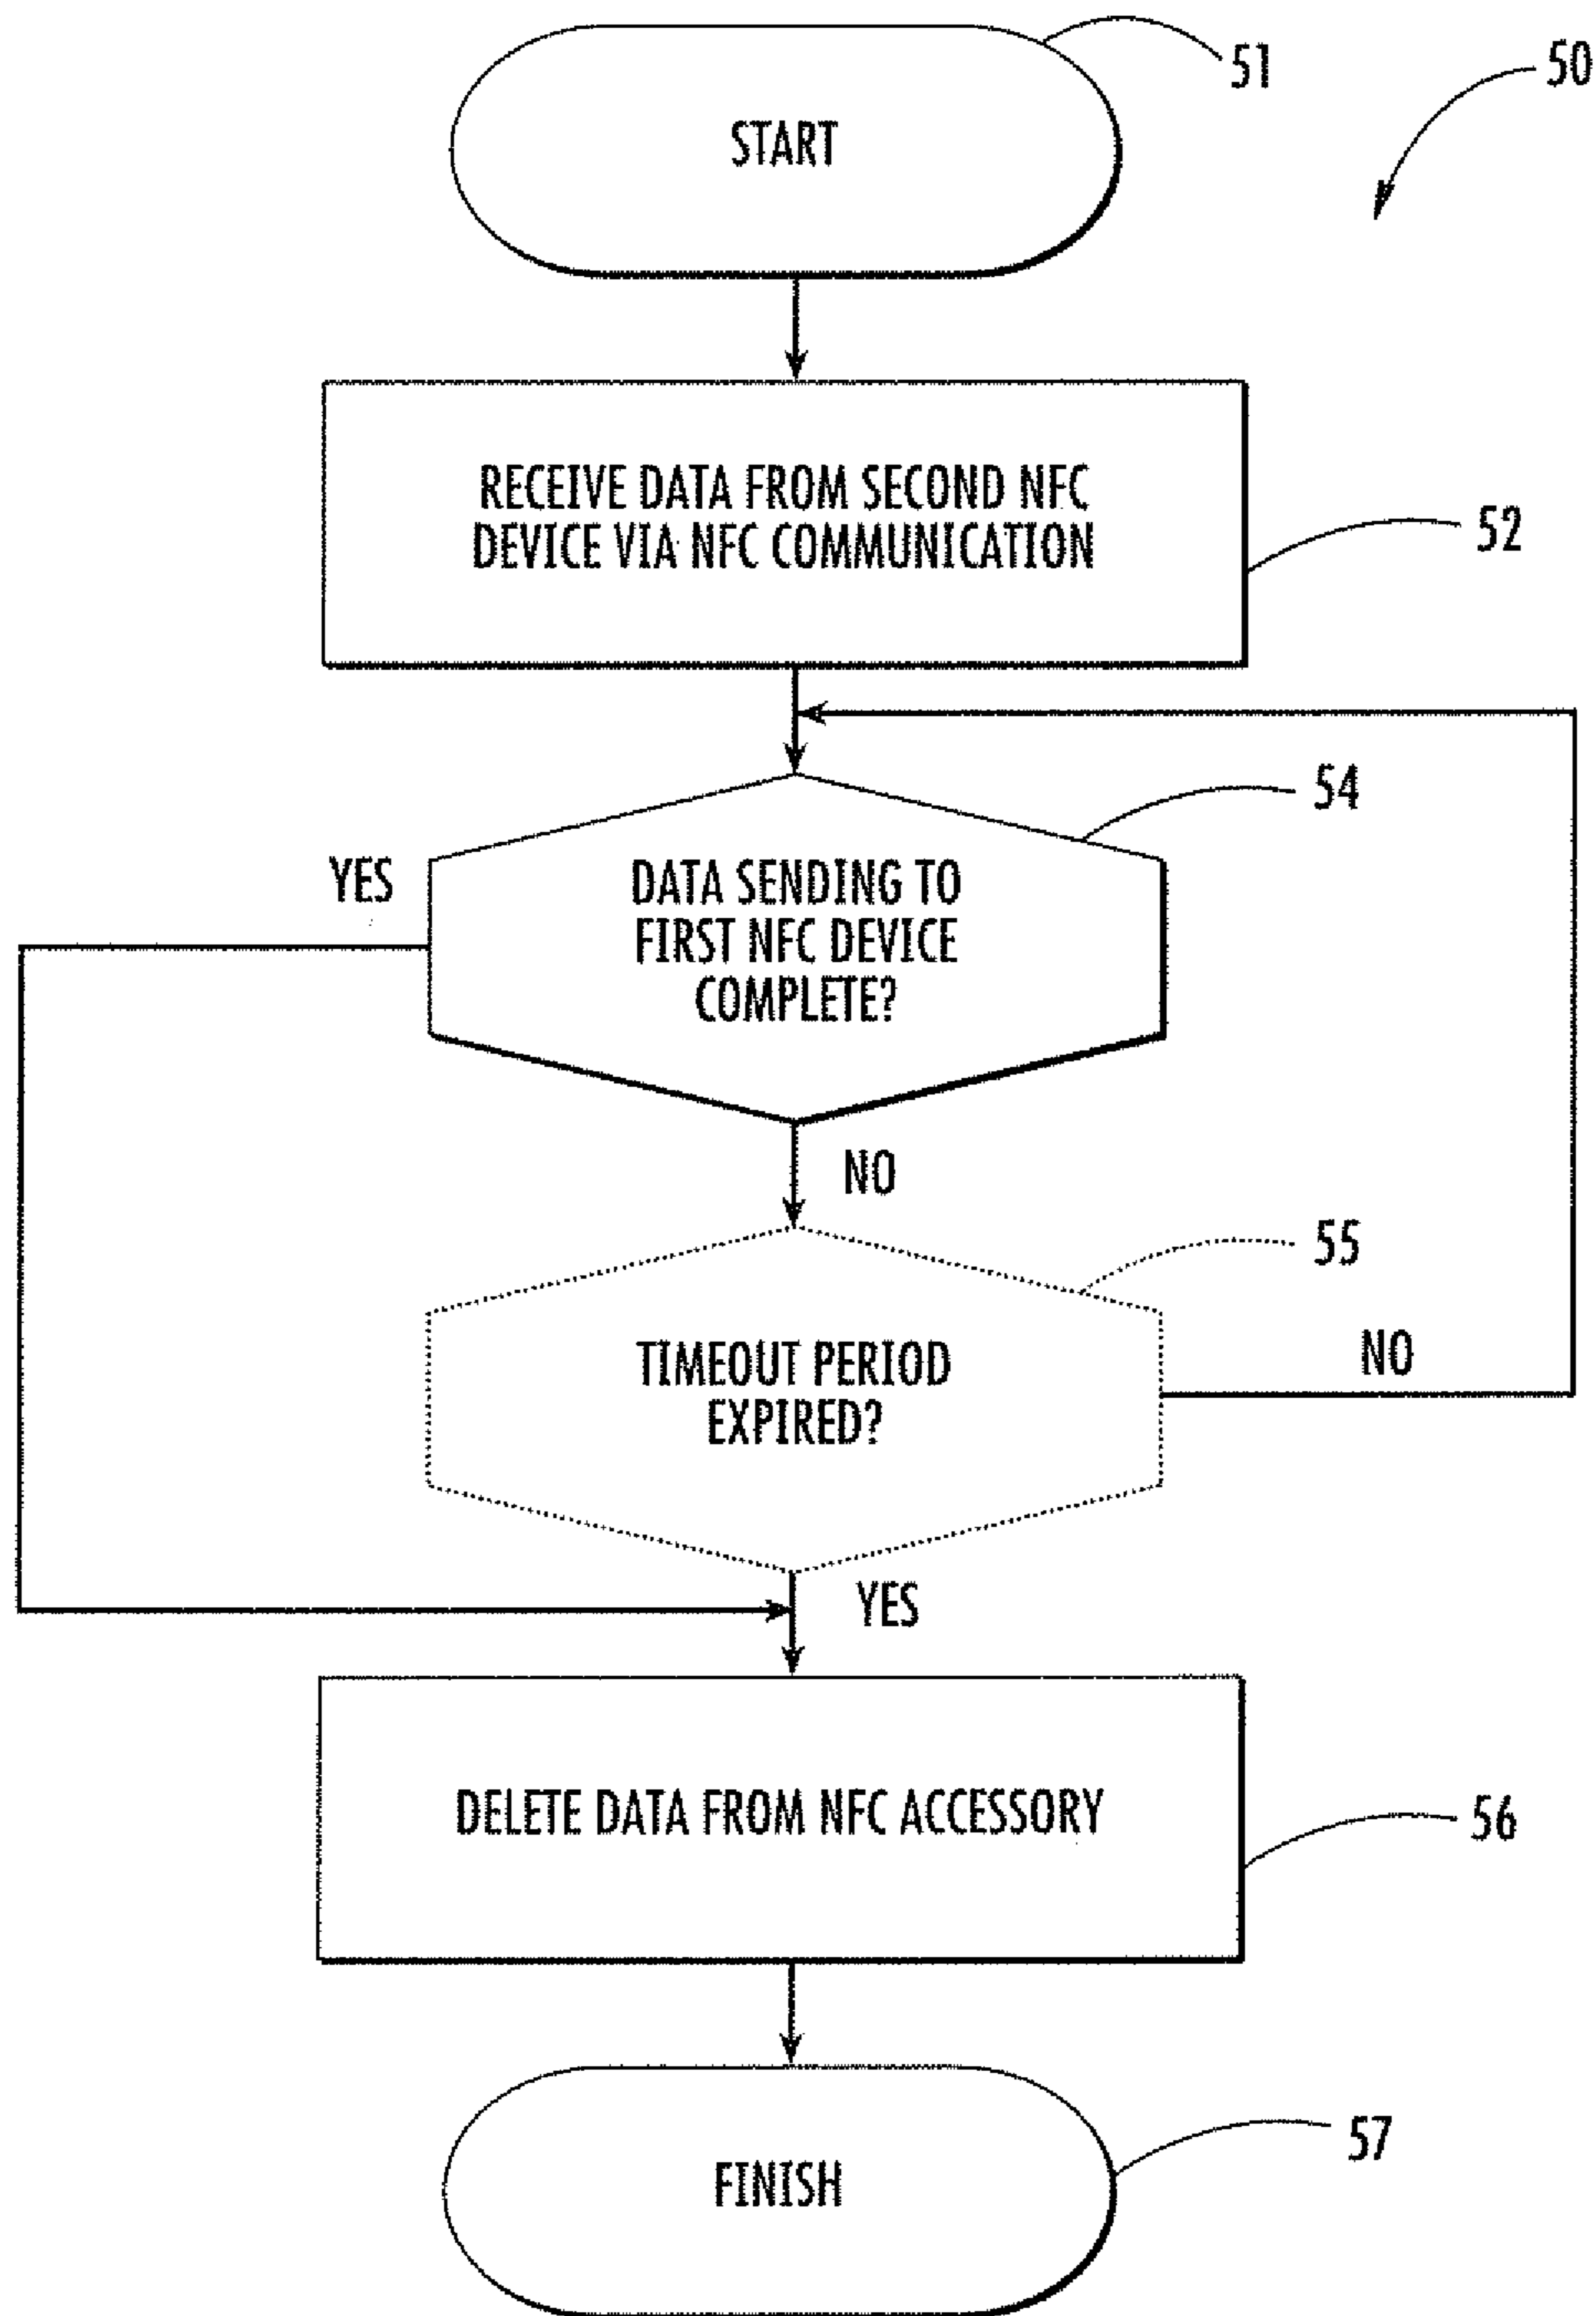 51
50
START
RECEIVE DATA FROM SECOND NFC
DEVICE VIA NFC COMMUNICATION
52
54
YES
DATA SENDING TO
FIRST NFC DEVICE
COMPLETE?
NO
55
TIMEOUT PERIOD
EXPIRED?
NO
YES
DELETE DATA FROM NFC ACCESSORY
56
57
FINISH